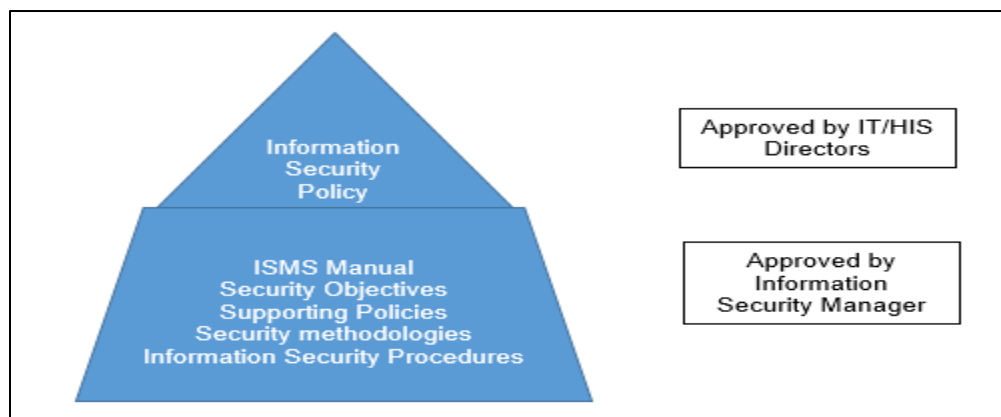 Information
Security
Policy
Approved by IT/HIS
Directors
ISMS Manual
Security Objectives
Supporting Policies
Security methodologies
Information Security Procedures
Approved by
Information
Security Manager